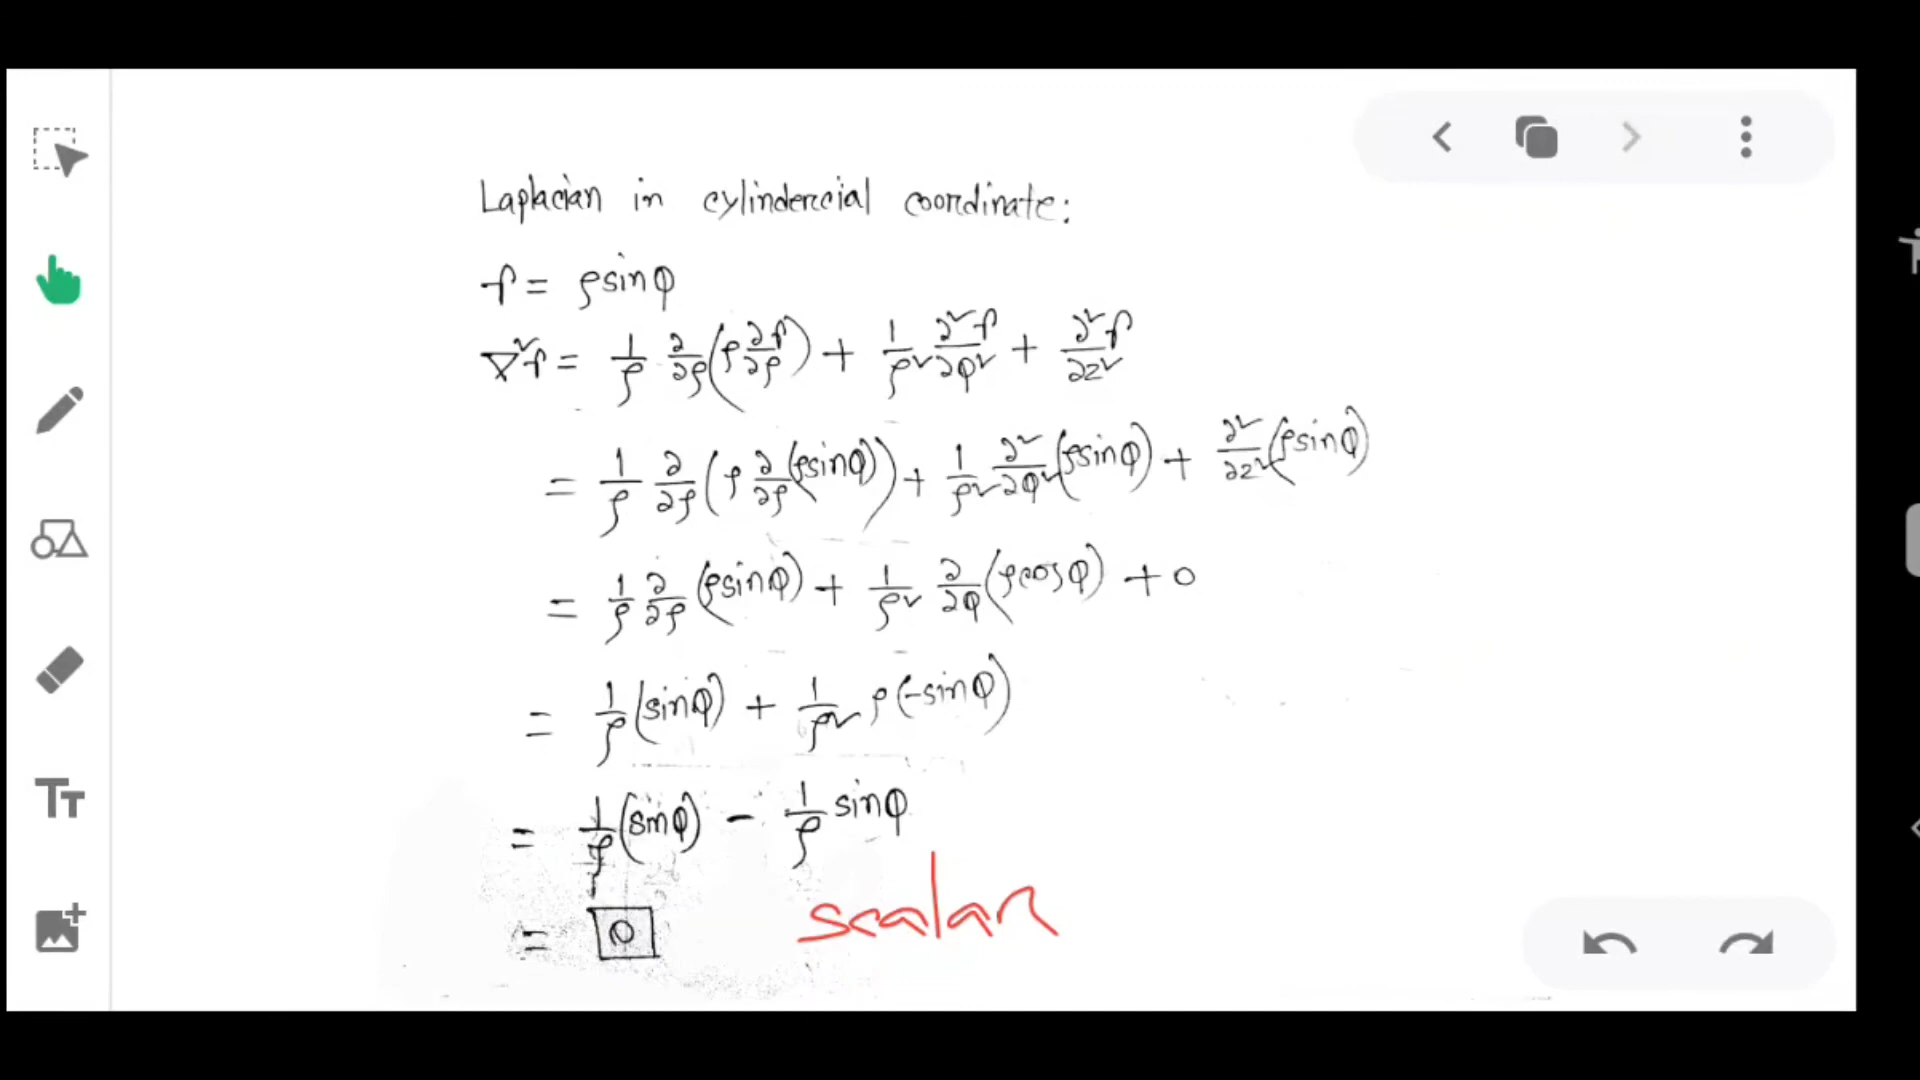 Laplacian in cylindercial coordinate:
f = ρsinφ
∇²f = 1/ρ ∂/∂ρ(ρ ∂f/∂ρ) + 1/ρ² ∂²f/∂φ² + ∂²f/∂z²
= 1/ρ ∂/∂ρ(ρ ∂/∂ρ(ρsinφ)) + 1/ρ² ∂²/∂φ²(ρsinφ) + ∂²/∂z²(ρsinφ)
= 1/ρ ∂/∂ρ(ρsinφ) + 1/ρ² ∂/∂φ(ρcosφ) + 0
= 1/ρ(sinφ) + 1/ρ² ρ(-sinφ)
= 1/ρ(sinφ) - 1/ρ sinφ
= 0
scalar
TT